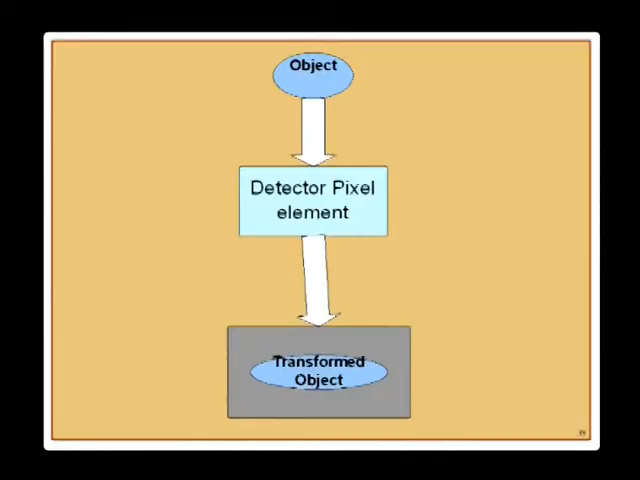 Object
Detector Pixel
element
Transformed
Object